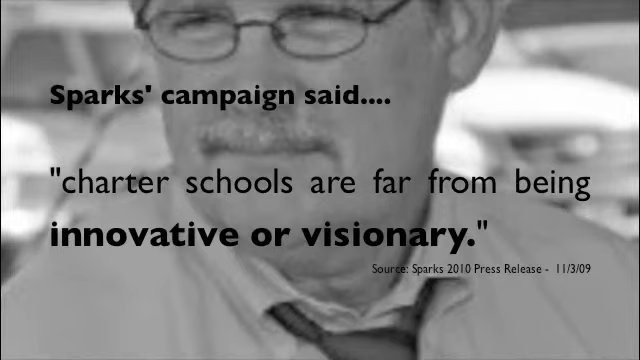 Sparks' campaign said....
"charter schools are far from being
innovative or visionary."
Source: Sparks 2010 Press Release - 11/3/09